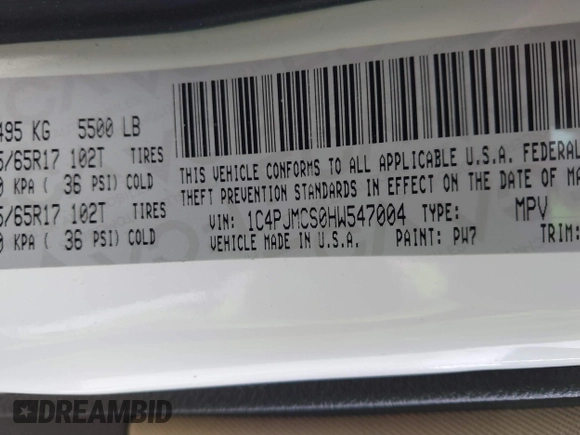 495 KG 5500 LB
5/65R17 102T TIRES
0 KPA ( 36 PSI) COLD
5/65R17 102T TIRES
0 KPA ( 36 PSI) COLD
THIS VEHICLE CONFORMS TO ALL APPLICABLE U.S.A. FEDERAL
THEFT PREVENTION STANDARDS IN EFFECT ON THE DATE OF MA
VIN: 1C4PJMCS0HW547004 TYPE: MPV
VEHICLE MADE IN U.S.A. PAINT: PW7 TRIM:
DREAMBID